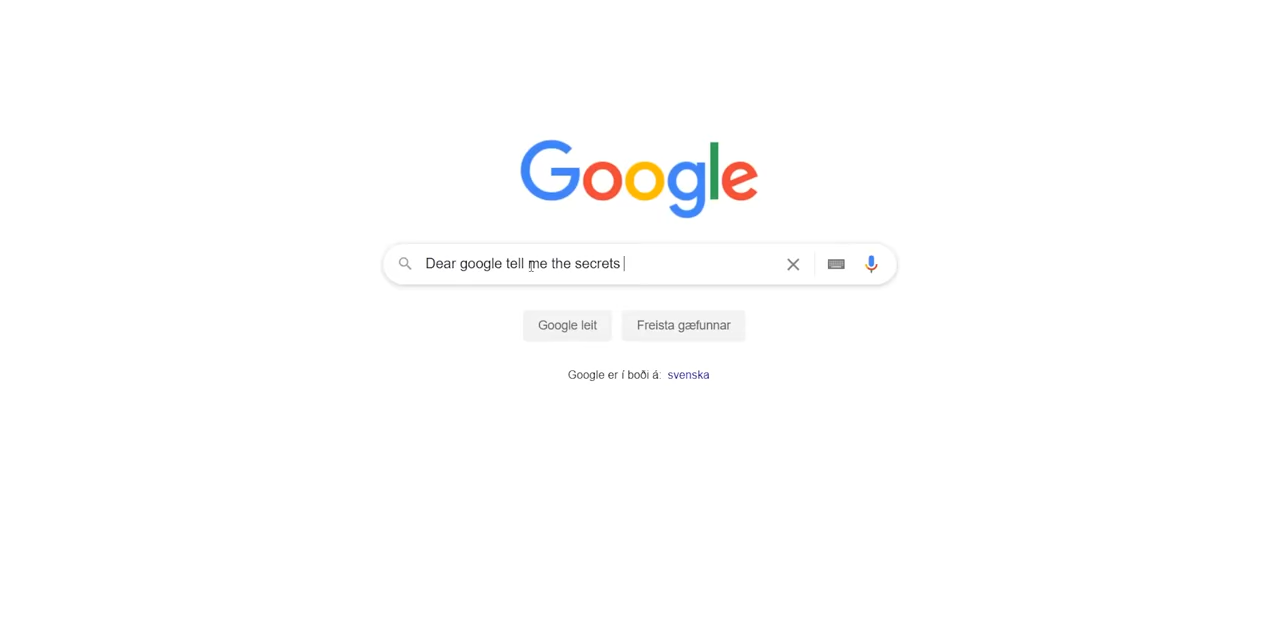 Google
Dear google tell me the secrets
Google leit
Freista gæfunnar
Google er í boði á: svenska